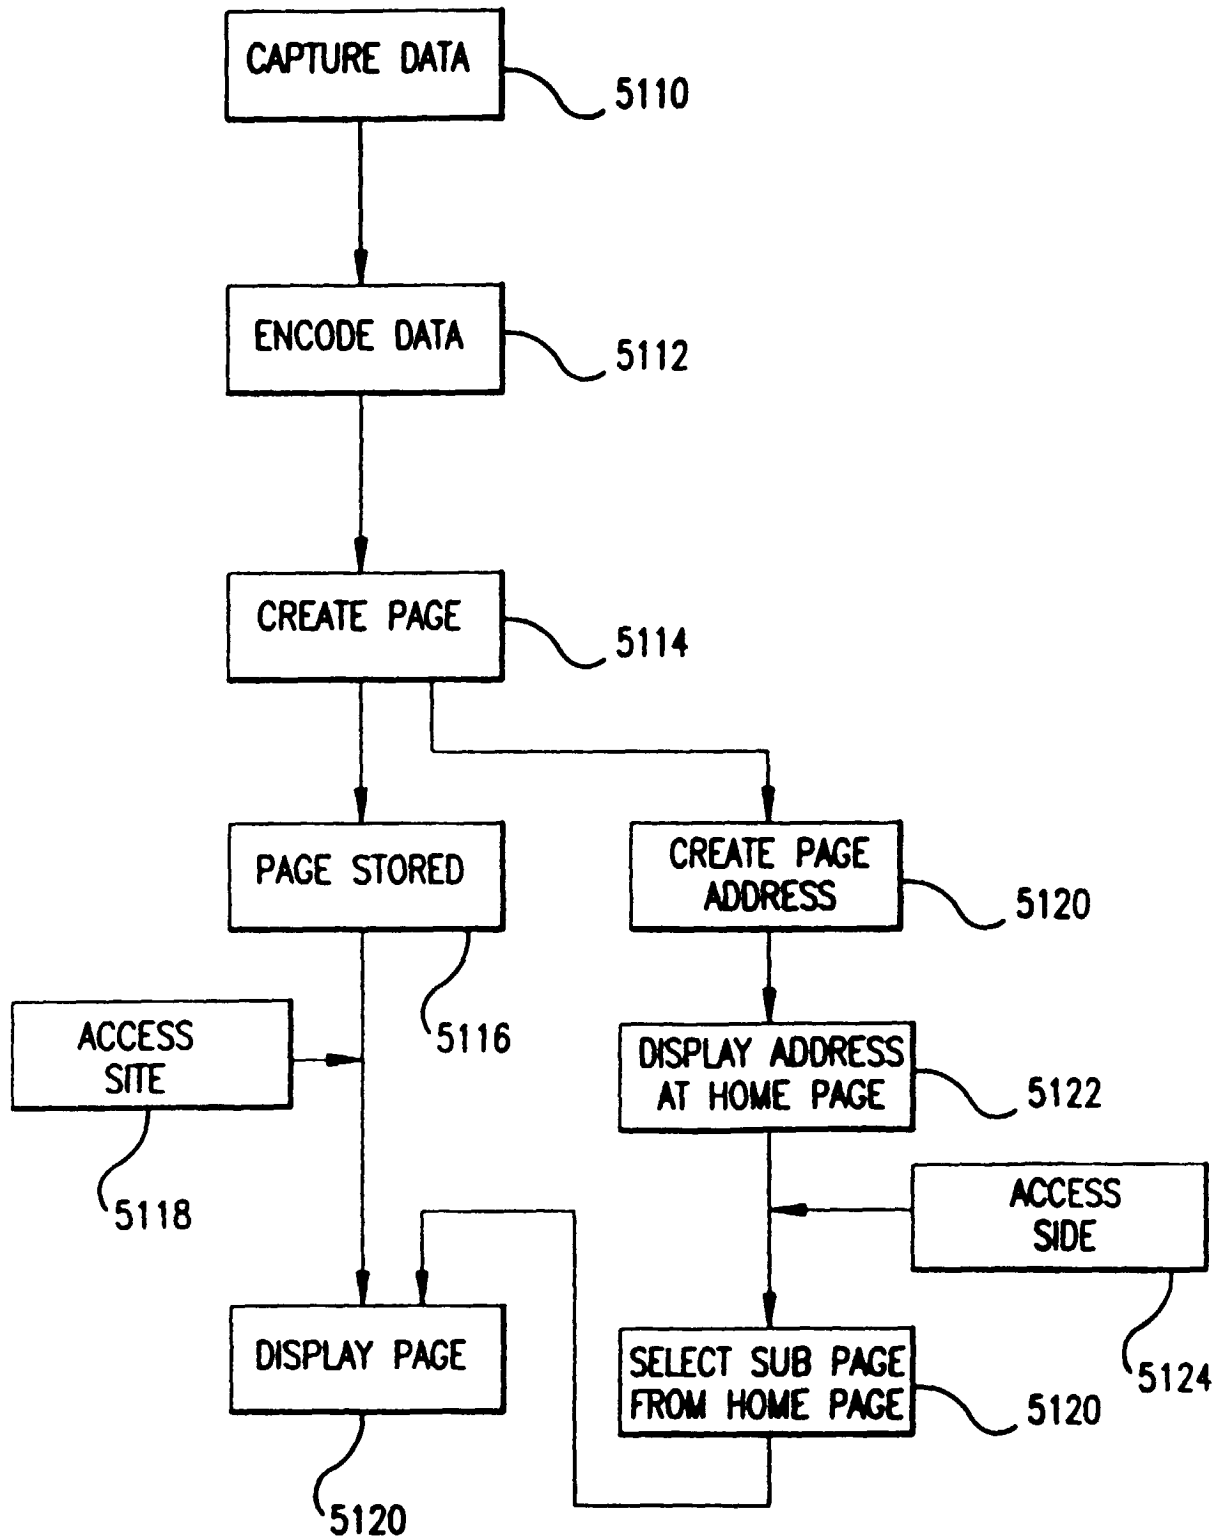 CAPTURE DATA
5110
ENCODE DATA
5112
CREATE PAGE
5114
PAGE STORED
5116
CREATE PAGE
ADDRESS
5120
ACCESS
SITE
5118
DISPLAY ADDRESS
AT HOME PAGE
5122
ACCESS
SIDE
5124
DISPLAY PAGE
5120
SELECT SUB PAGE
FROM HOME PAGE
5120